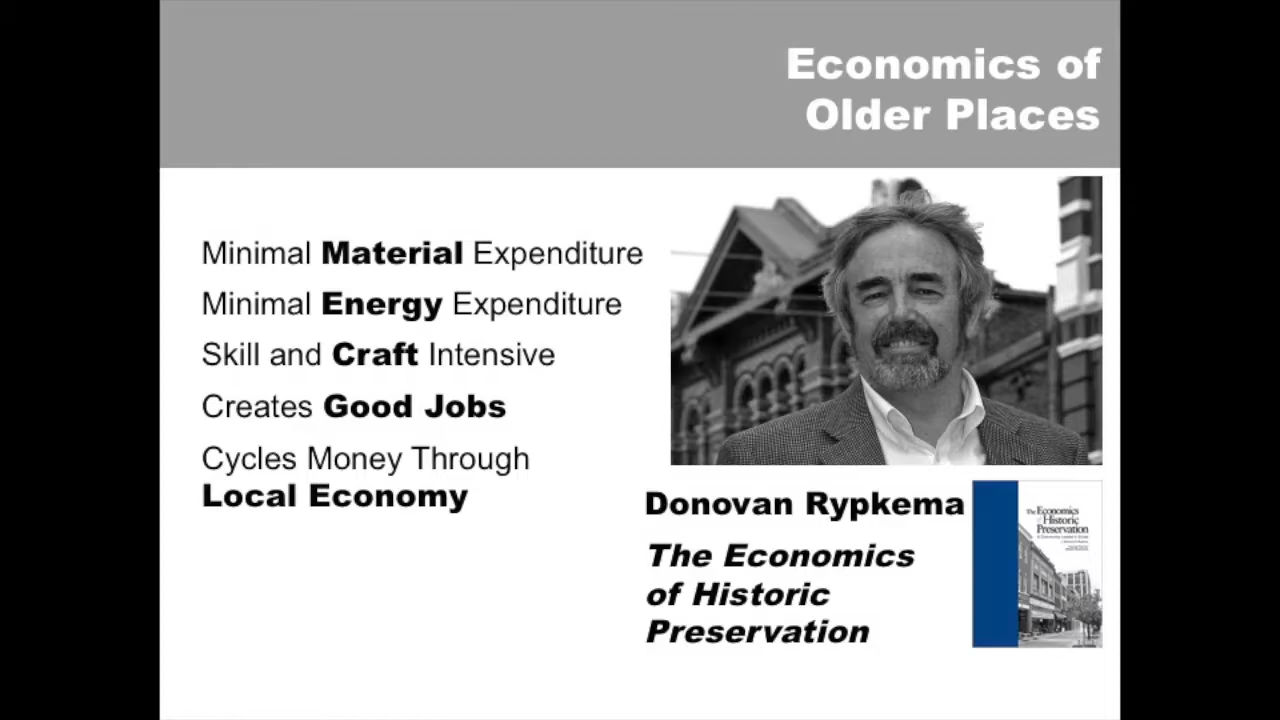 Economics of
Older Places
Minimal Material Expenditure
Minimal Energy Expenditure
Skill and Craft Intensive
Creates Good Jobs
Cycles Money Through
Local Economy
Donovan Rypkema
The Economics
of Historic
Preservation
The Economics
of Historic
Preservation